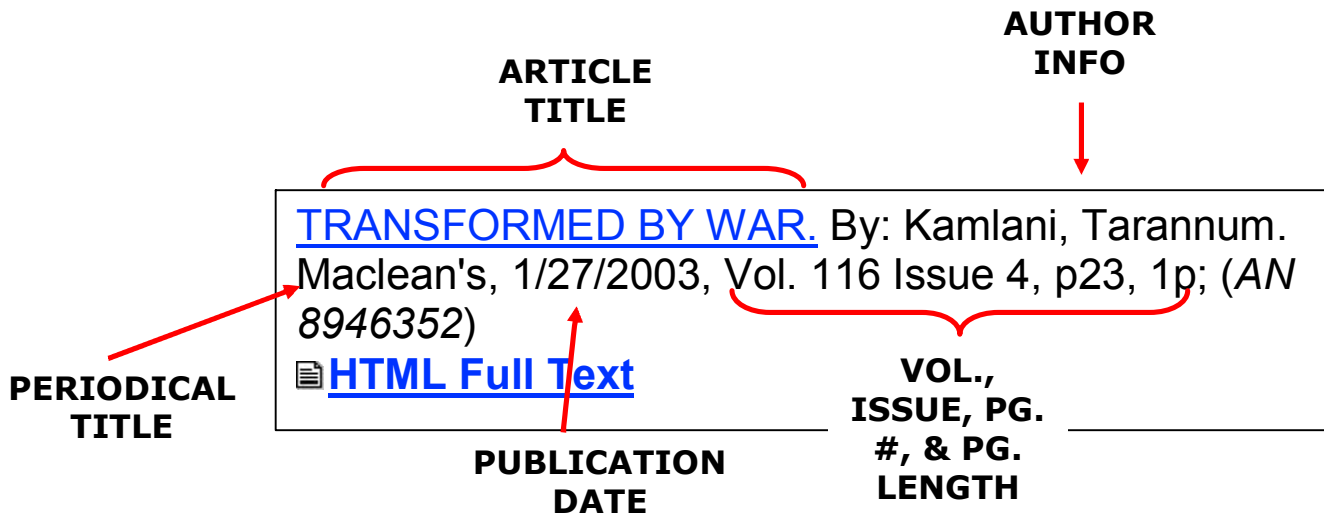 AUTHOR
INFO
ARTICLE
TITLE
TRANSFORMED BY WAR. By: Kamlani, Tarannum.
Maclean's, 1/27/2003, Vol. 116 Issue 4, p23, 1p; (AN
8946352)
HTML Full Text
PERIODICAL
TITLE
PUBLICATION
DATE
VOL.,
ISSUE, PG.
#, & PG.
LENGTH